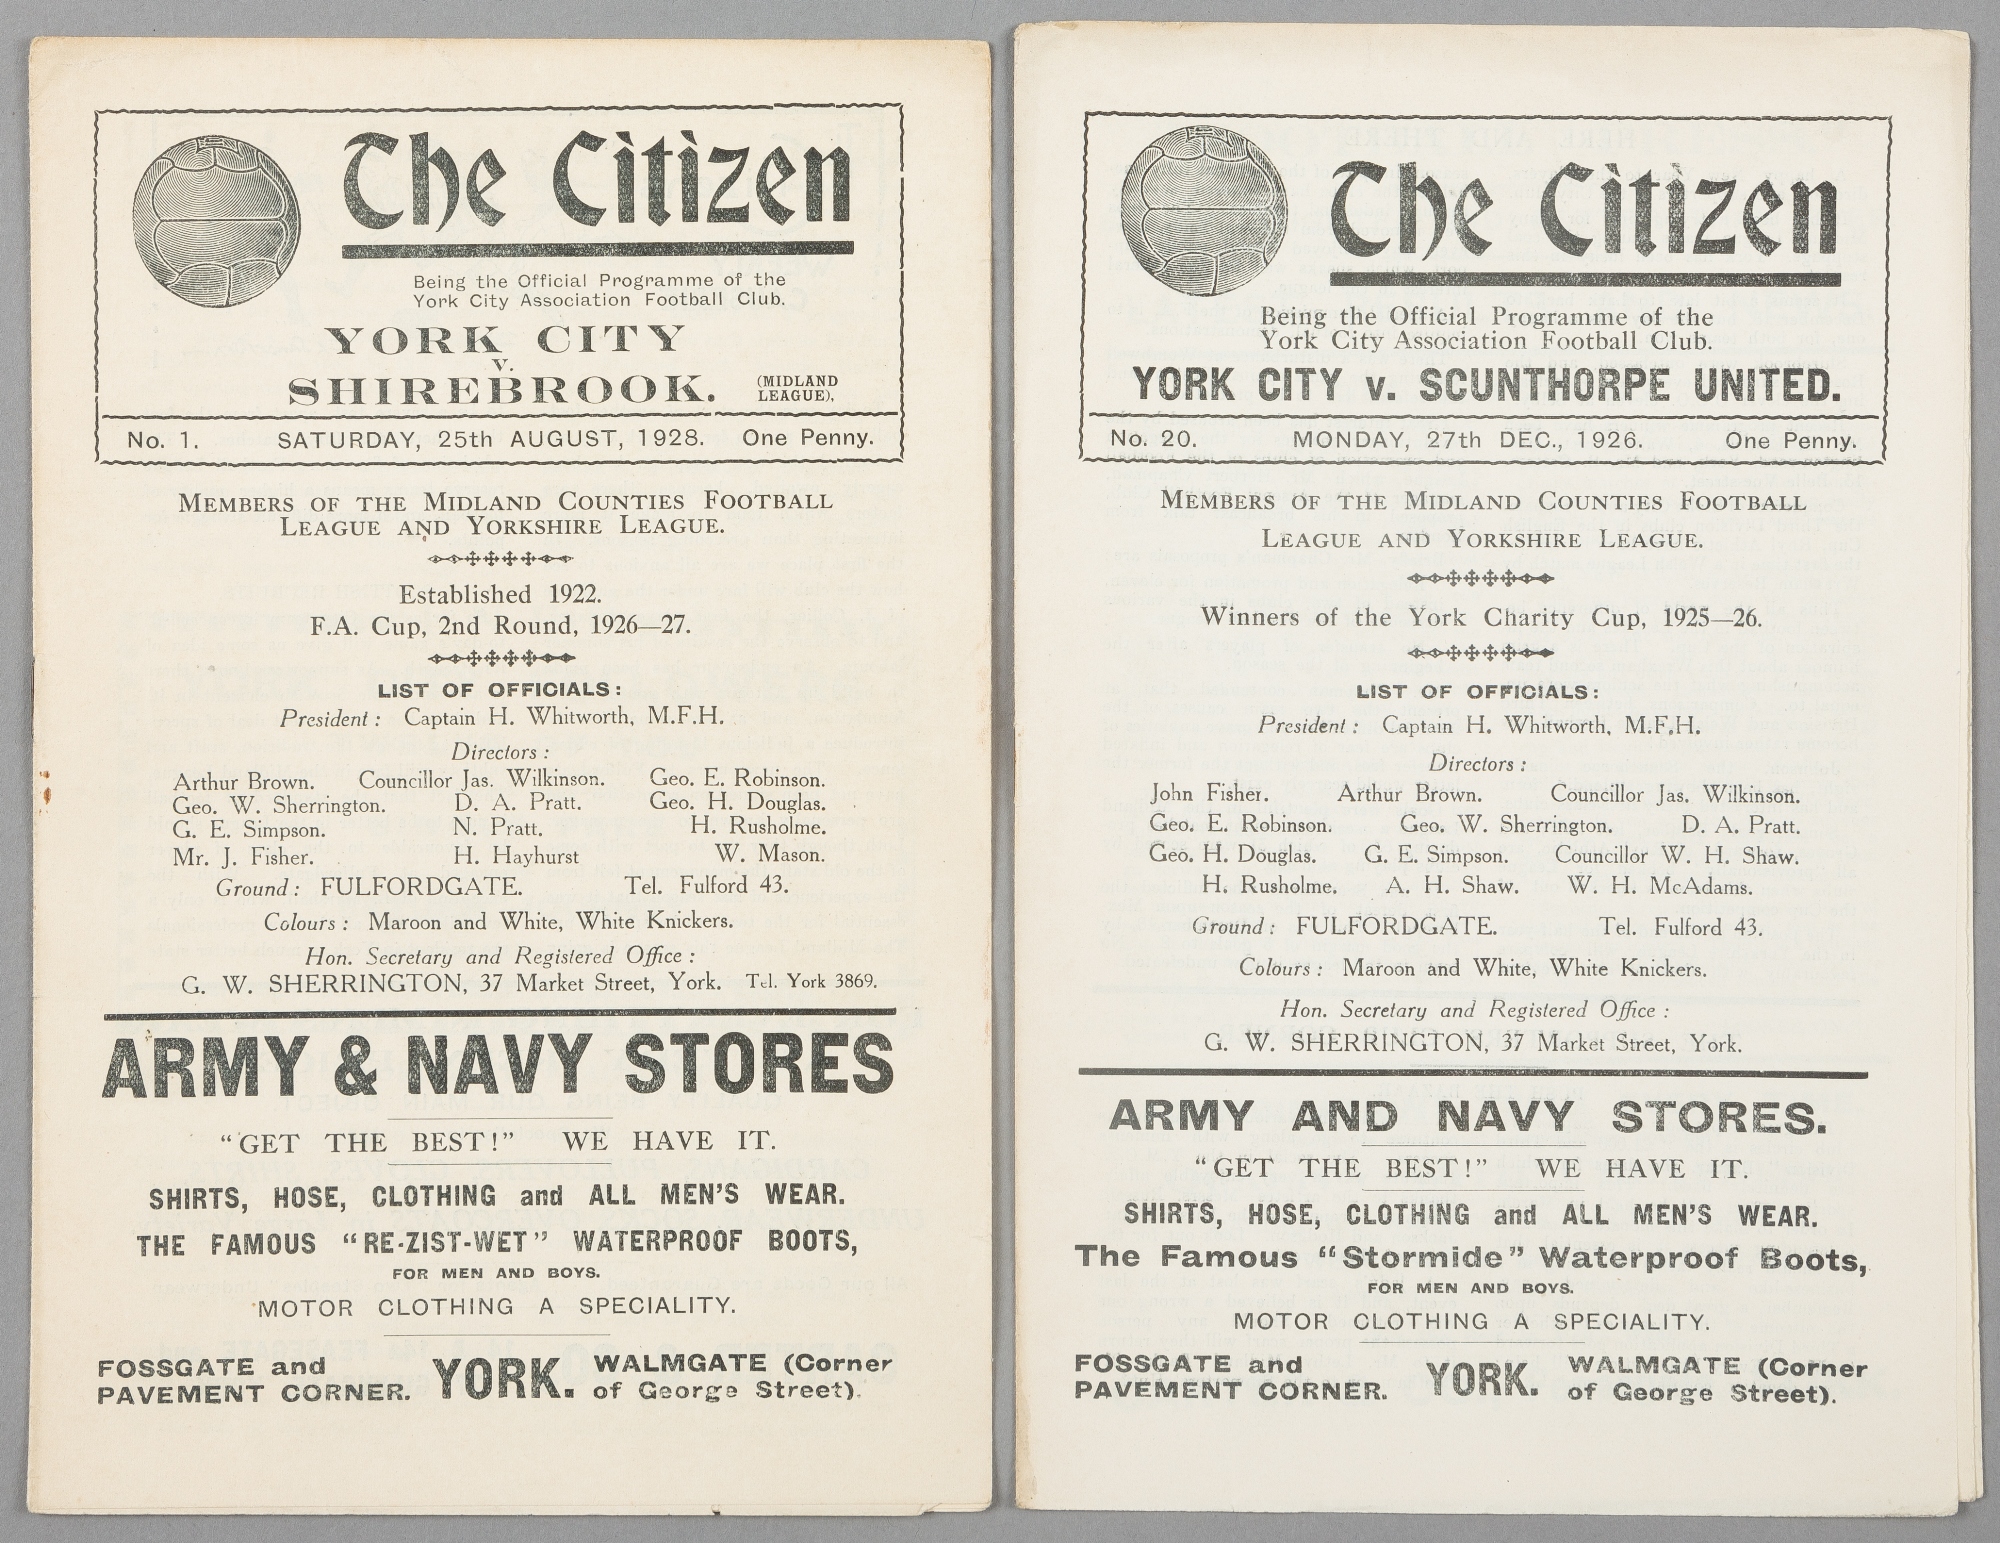 The Citizen
Being the Official Programme of the
York City Association Football Club.
YORK CITY
v.
SHIREBROOK. (MIDLAND
LEAGUE).
No. 1. SATURDAY, 25th AUGUST, 1928. One Penny.
MEMBERS OF THE MIDLAND COUNTIES FOOTBALL
LEAGUE AND YORKSHIRE LEAGUE.
Established 1922.
F.A. Cup, 2nd Round, 1926—27.
LIST OF OFFICIALS:
President: Captain H. Whitworth, M.F.H.
Directors:
Arthur Brown. Councillor Jas. Wilkinson. Geo. E. Robinson.
Geo. W. Sherrington. D. A. Pratt. Geo. H. Douglas.
G. E. Simpson. N. Pratt. H. Rusholme.
Mr. J. Fisher. H. Hayhurst W. Mason.
Ground: FULFORDGATE. Tel. Fulford 43.
Colours: Maroon and White, White Knickers.
Hon. Secretary and Registered Office:
G. W. SHERRINGTON, 37 Market Street, York. Tel. York 3869.
ARMY & NAVY STORES
“GET THE BEST!” WE HAVE IT.
SHIRTS, HOSE, CLOTHING and ALL MEN'S WEAR.
THE FAMOUS “RE-ZIST-WET” WATERPROOF BOOTS,
FOR MEN AND BOYS.
MOTOR CLOTHING A SPECIALITY.
FOSSGATE and
PAVEMENT CORNER. YORK. WALMGATE (Corner
of George Street).
The Citizen
Being the Official Programme of the
York City Association Football Club.
YORK CITY v. SCUNTHORPE UNITED.
No. 20. MONDAY, 27th DEC., 1926. One Penny.
MEMBERS OF THE MIDLAND COUNTIES FOOTBALL
LEAGUE AND YORKSHIRE LEAGUE.
Winners of the York Charity Cup, 1925—26.
LIST OF OFFICIALS:
President: Captain H. Whitworth, M.F.H.
Directors:
John Fisher. Arthur Brown. Councillor Jas. Wilkinson.
Geo. E. Robinson. Geo. W. Sherrington. D. A. Pratt.
Geo. H. Douglas. G. E. Simpson. Councillor W. H. Shaw.
H. Rusholme. A. H. Shaw. W. H. McAdams.
Ground: FULFORDGATE. Tel. Fulford 43.
Colours: Maroon and White, White Knickers.
Hon. Secretary and Registered Office:
G. W. SHERRINGTON, 37 Market Street, York.
ARMY AND NAVY STORES.
“GET THE BEST!” WE HAVE IT.
SHIRTS, HOSE, CLOTHING and ALL MEN'S WEAR.
The Famous “Stormide” Waterproof Boots,
FOR MEN AND BOYS.
MOTOR CLOTHING A SPECIALITY.
FOSSGATE and
PAVEMENT CORNER. YORK. WALMGATE (Corner
of George Street).